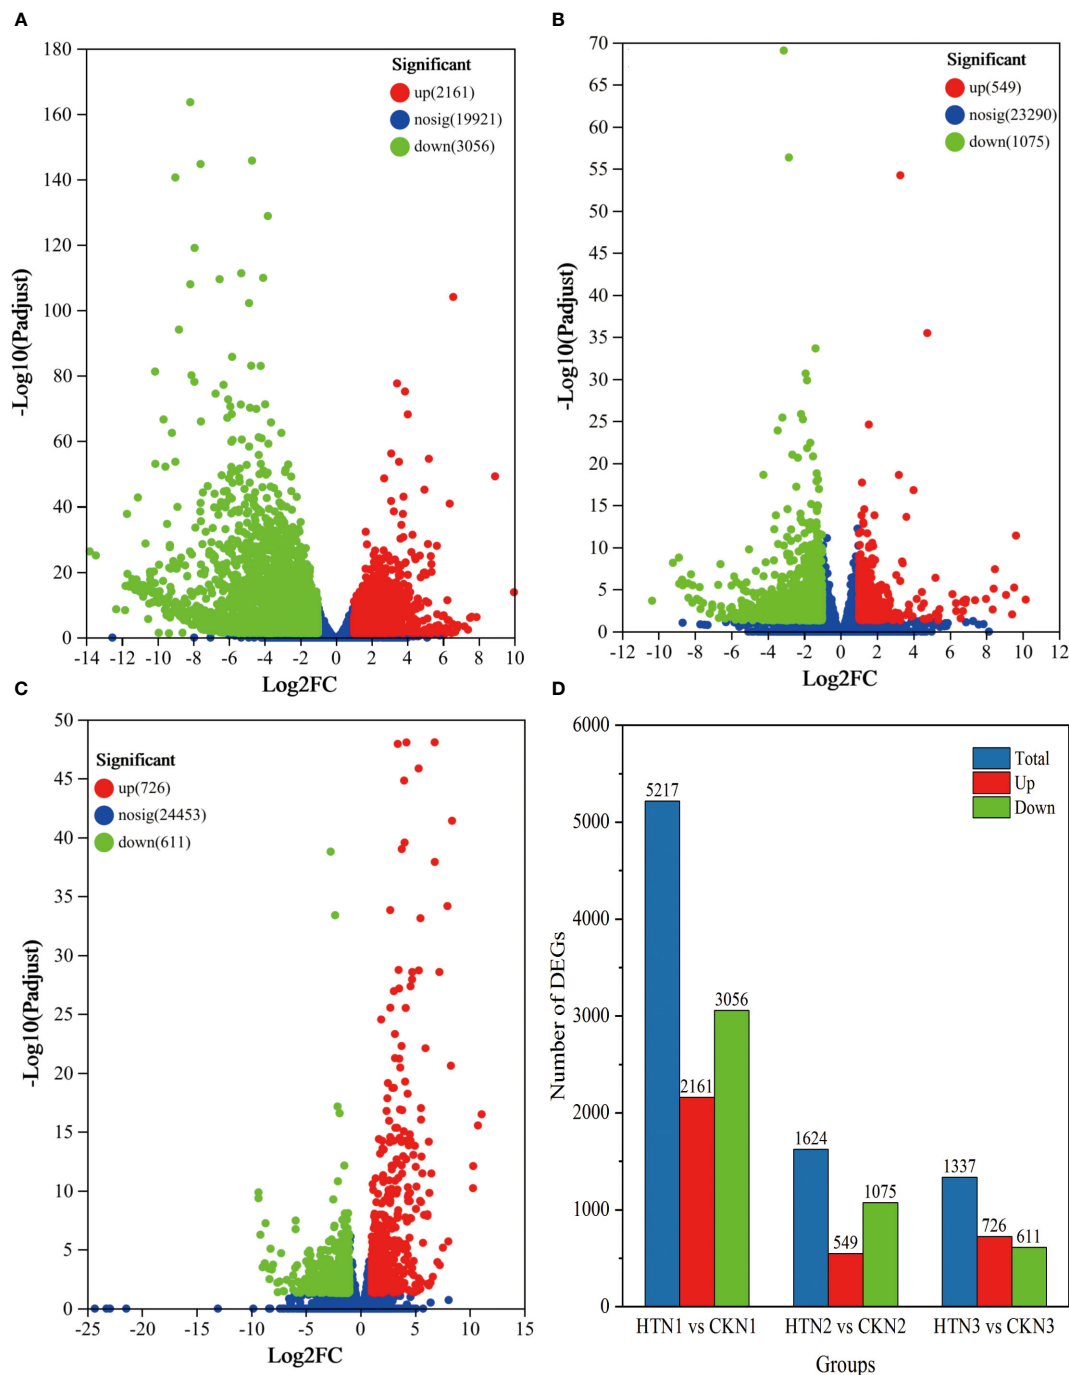 A
180
160
140
120
100
80
60
40
20
0
-Log10(Padjust)
-14 -12 -10 -8 -6 -4 -2 0 2 4 6 8 10
Log2FC
Significant
up(2161)
nosig(19921)
down(3056)
B
70
65
60
55
50
45
40
35
30
25
20
15
10
5
0
-Log10(Padjust)
-12 -10 -8 -6 -4 -2 0 2 4 6 8 10 12
Log2FC
Significant
up(549)
nosig(23290)
down(1075)
C
50
45
40
35
30
25
20
15
10
5
0
-Log10(Padjust)
-25 -20 -15 -10 -5 0 5 10 15
Log2FC
Significant
up(726)
nosig(24453)
down(611)
D
6000
5000
4000
3000
2000
1000
0
Number of DEGs
Total
Up
Down
5217
2161
3056
1624
549
1075
1337
726
611
HTN1 vs CKN1 HTN2 vs CKN2 HTN3 vs CKN3
Groups